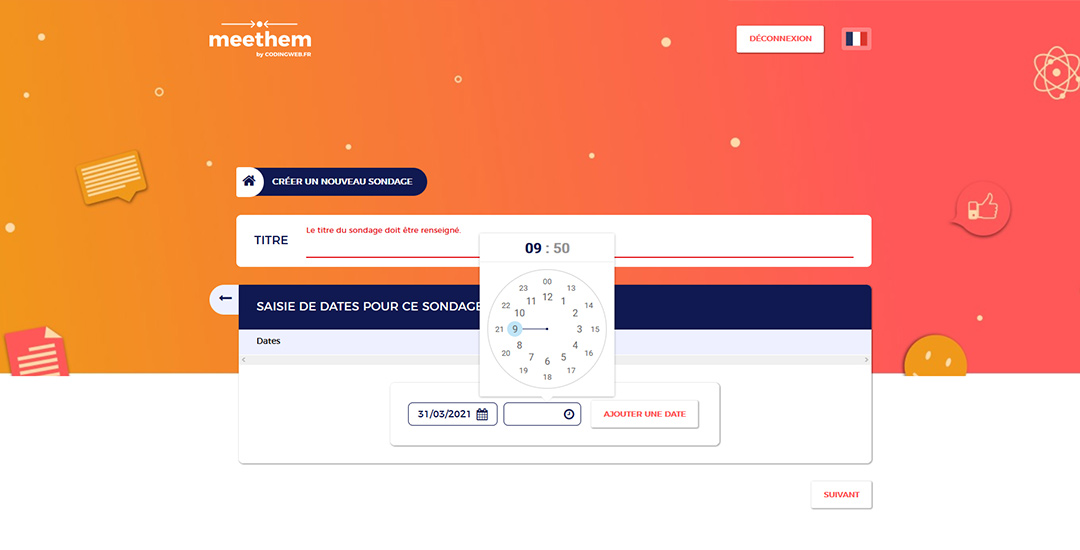 meethem
by CODINGWEB.FR
DÉCONNEXION
CRÉER UN NOUVEAU SONDAGE
TITRE
Le titre du sondage doit être renseigné.
09 : 50
00
23 13
12
22 11 1 14
10 2
21 9 3 15
8 4
20 7 5 16
6
19 17
18
SAISIE DE DATES POUR CE SONDAGE
Dates
31/03/2021
AJOUTER UNE DATE
SUIVANT